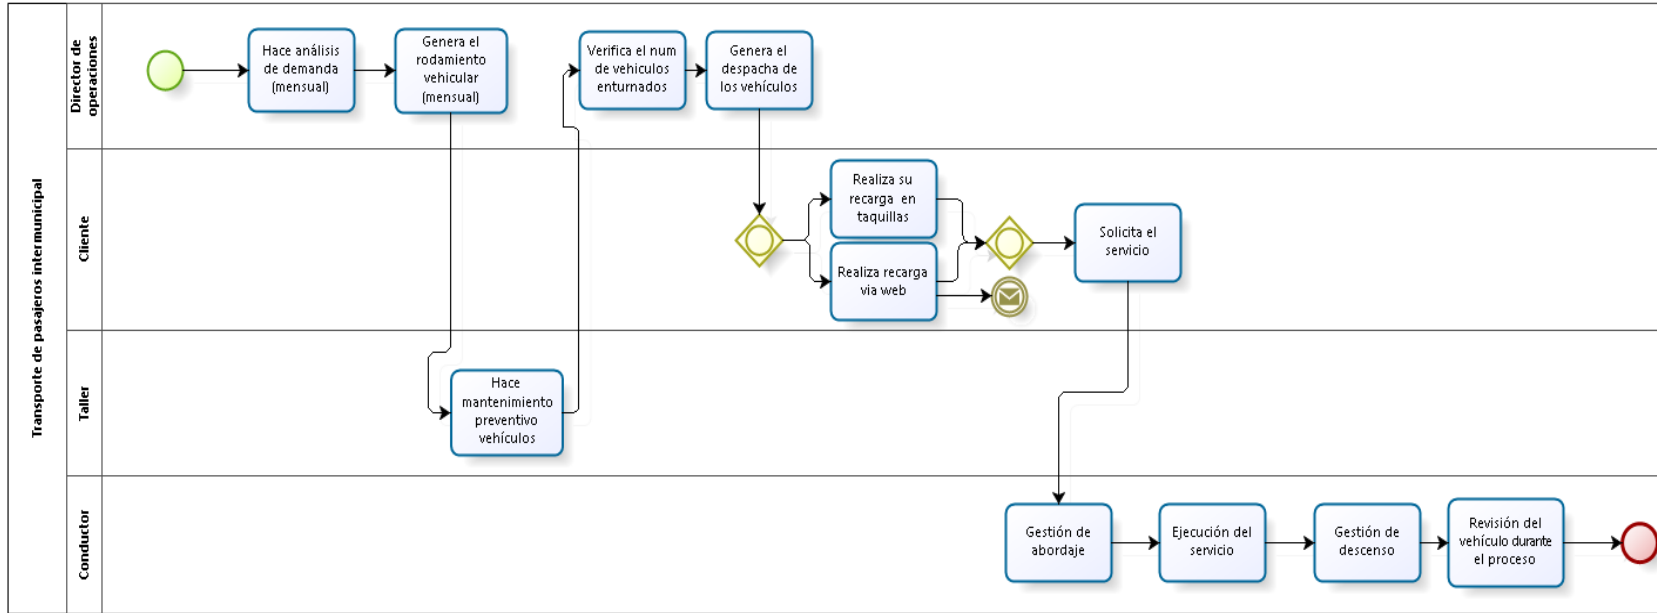 Transporte de pasajeros intermunicipal
Director de
operaciones
Hace análisis
de demanda
(mensual)
Genera el
rodamiento
vehicular
(mensual)
Verifica el num
de vehiculos
enturnados
Genera el
despacha de
los vehículos
Cliente
Realiza su
recarga en
taquillas
Realiza recarga
via web
Solicita el
servicio
Taller
Hace
mantenimiento
preventivo
vehículos
Conductor
Gestión de
abordaje
Ejecución del
servicio
Gestión de
descenso
Revisión del
vehículo durante
el proceso